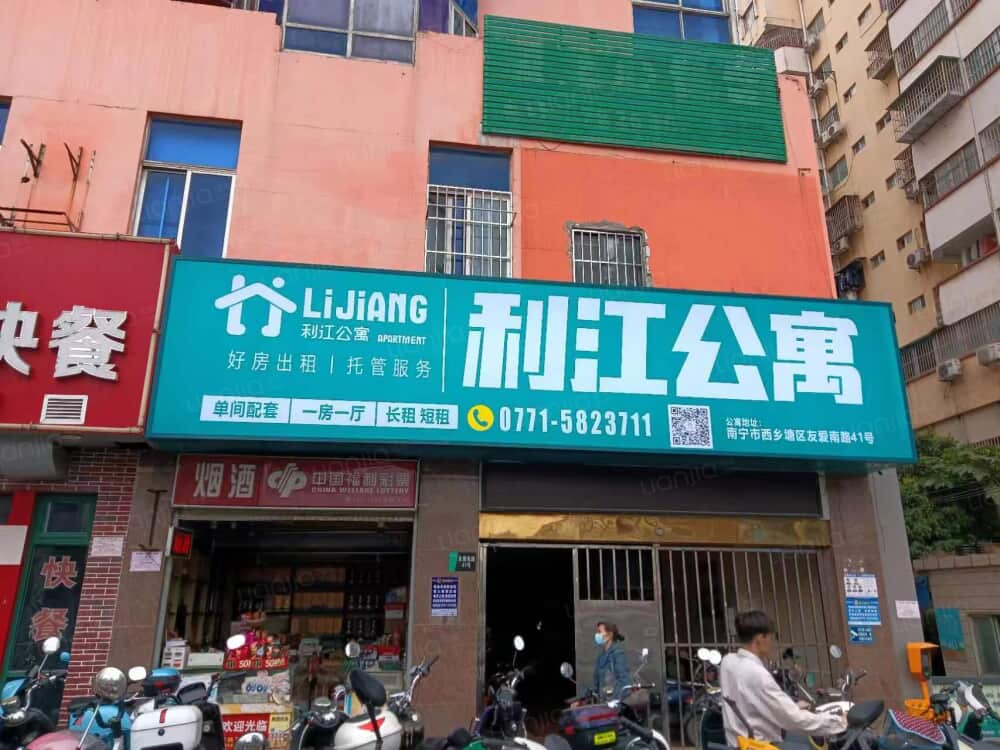 快餐
LiJiANG
利江公寓 APARTMENT
好房出租 | 托管服务
利江公寓
单间配套 一房一厅 长租 短租
0771-5823711
公寓地址:
南宁市西乡塘区友爱南路41号
烟酒 中国福利彩票
CHINA WELFARE LOTTERY
快餐
欢迎光临